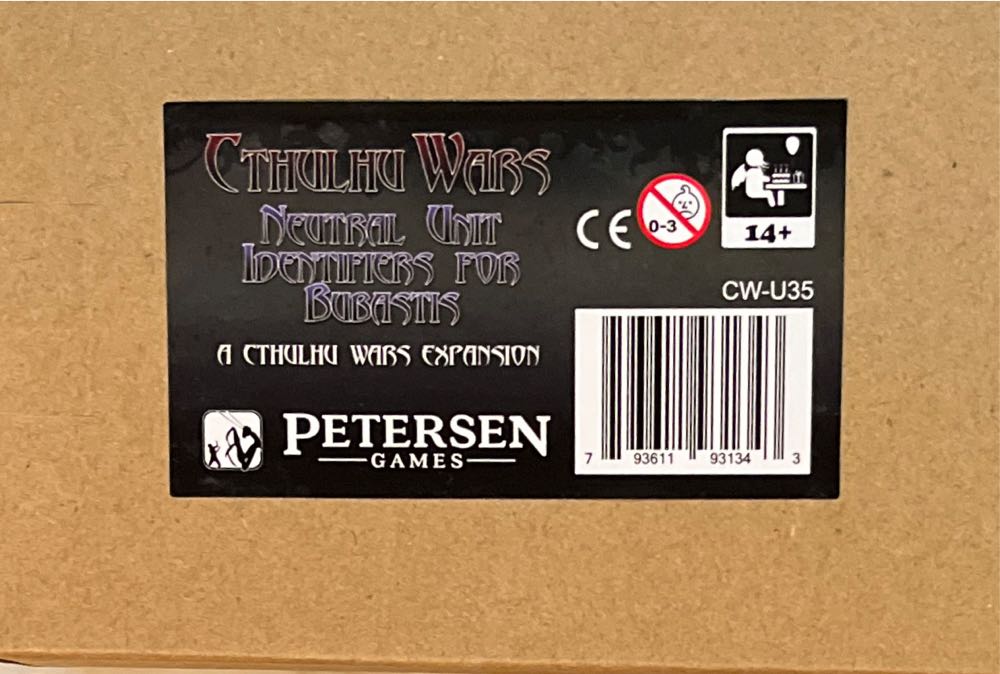 CTHULHU WARS
NEUTRAL UNIT
IDENTIFIERS FOR
BUBASTIS
A CTHULHU WARS EXPANSION
PETERSEN
GAMES
CE
0-3
14+
CW-U35
7 93611 93134 3